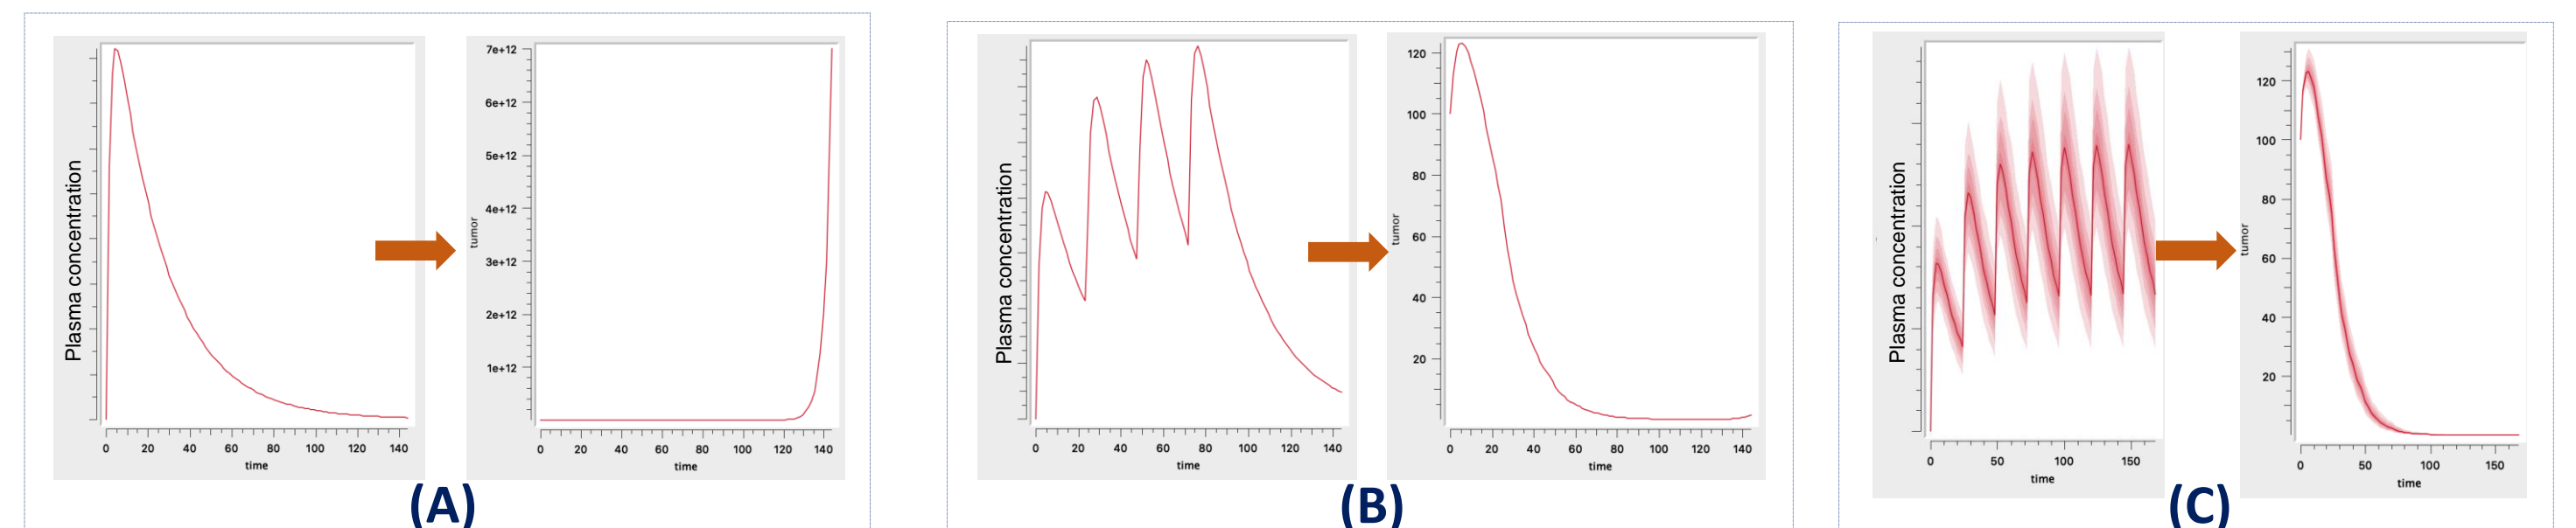 Plasma concentration
0 20 40 60 80 100 120 140
time
tumor
7e+12
6e+12
5e+12
4e+12
3e+12
2e+12
1e+12
0 20 40 60 80 100 120 140
time
(A)
Plasma concentration
0 20 40 60 80 100 120 140
time
tumor
120
100
80
60
40
20
0 20 40 60 80 100 120 140
time
(B)
Plasma concentration
0 50 100 150
time
tumor
120
100
80
60
40
20
0 50 100 150
time
(C)